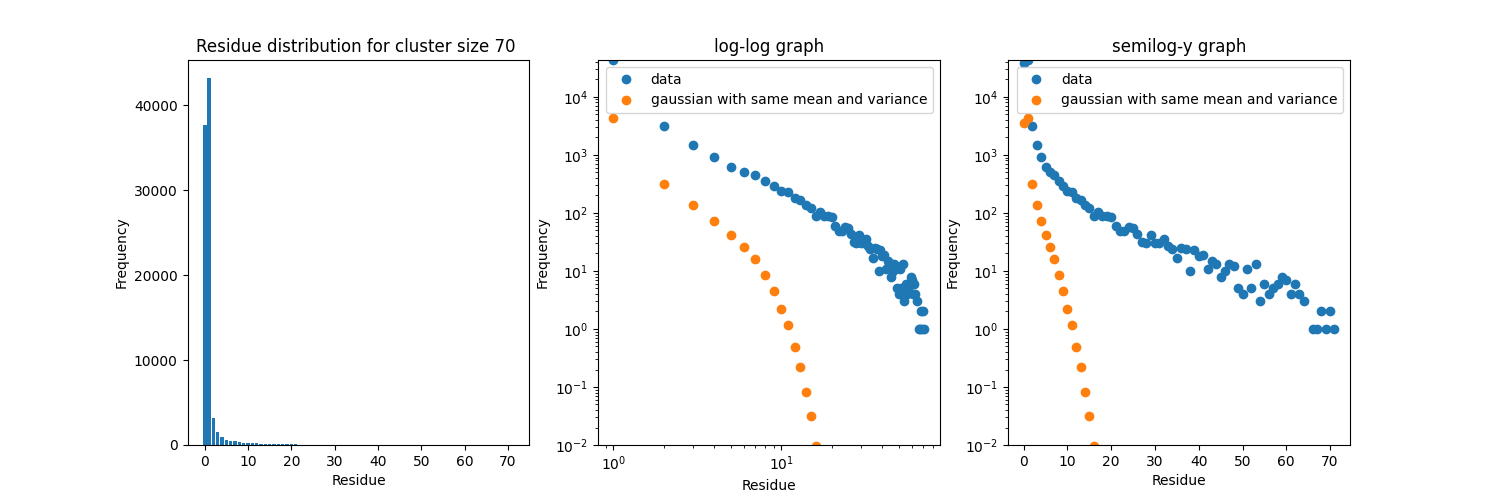 Residue distribution for cluster size 70
40000
30000
20000
10000
0
Frequency
0 10 20 30 40 50 60 70
Residue
log-log graph
data
gaussian with same mean and variance
10^4
10^3
10^2
10^1
10^0
10^-1
10^-2
Frequency
10^0 10^1
Residue
semilog-y graph
data
gaussian with same mean and variance
10^4
10^3
10^2
10^1
10^0
10^-1
10^-2
Frequency
0 10 20 30 40 50 60 70
Residue